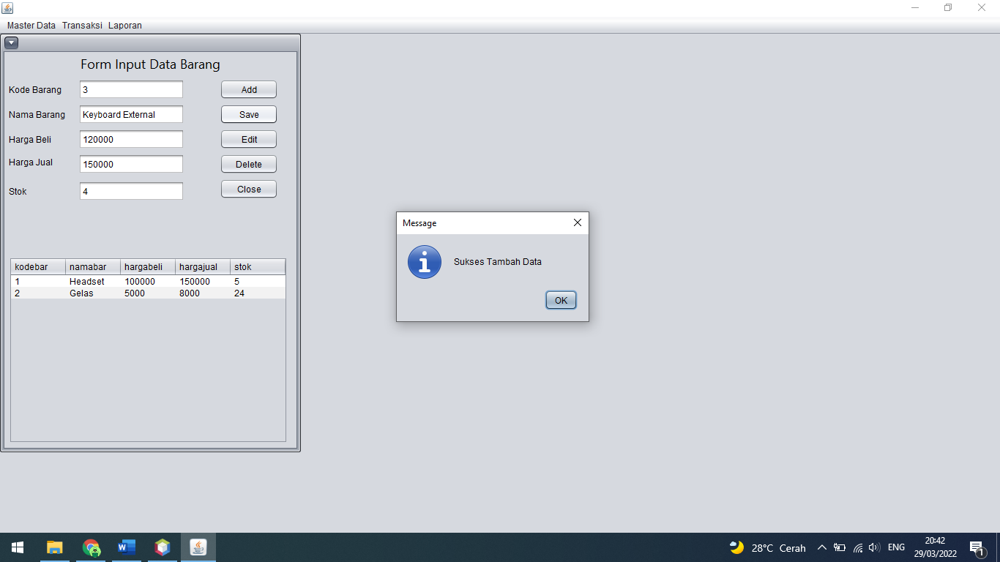 Master Data Transaksi Laporan
Form Input Data Barang
Kode Barang 3 Add
Nama Barang Keyboard External Save
Harga Beli 120000 Edit
Harga Jual 150000 Delete
Stok 4 Close
Message
Sukses Tambah Data
OK
kodebar namabar hargabeli hargajual stok
1 Headset 100000 150000 5
2 Gelas 5000 8000 24
28°C Cerah ENG 20:42
29/03/2022
1